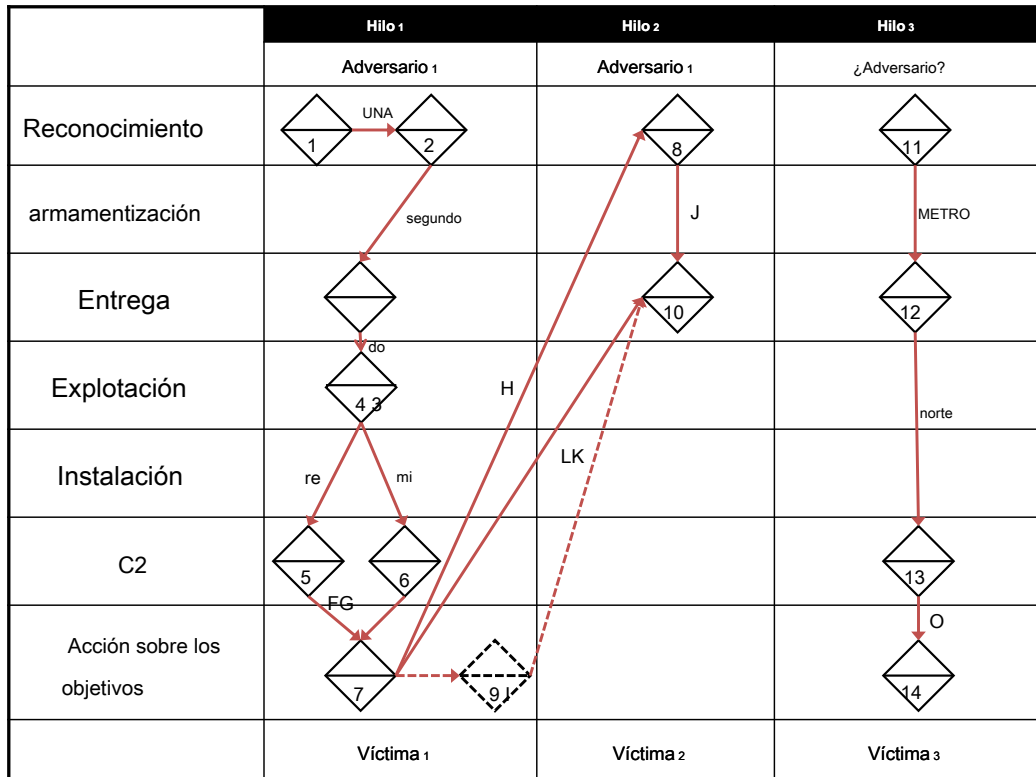 Hilo 1 Hilo 2 Hilo 3
Adversario 1 Adversario 1 ¿Adversario?
Reconocimiento 1 UNA 2 8 11
armamentización segundo J METRO
Entrega 10 12
do
Explotación 4 3 H norte
Instalación re mi LK
C2 5 6 13
FG O
Acción sobre los
objetivos 7 9 I 14
Víctima 1 Víctima 2 Víctima 3